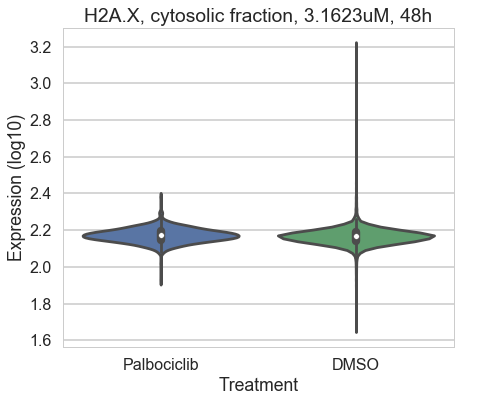 H2A.X, cytosolic fraction, 3.1623uM, 48h
Expression (log10)
3.2
3.0
2.8
2.6
2.4
2.2
2.0
1.8
1.6
Palbociclib
DMSO
Treatment